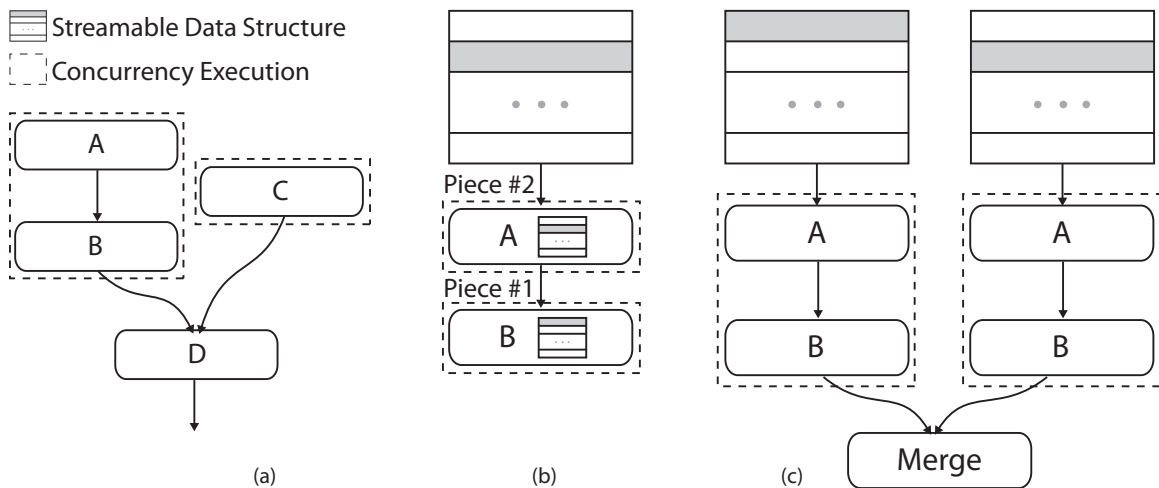 Streamable Data Structure
Concurrency Execution
A
B
C
D
(a)
Piece #2
A
Piece #1
B
(b)
A
B
A
B
Merge
(c)